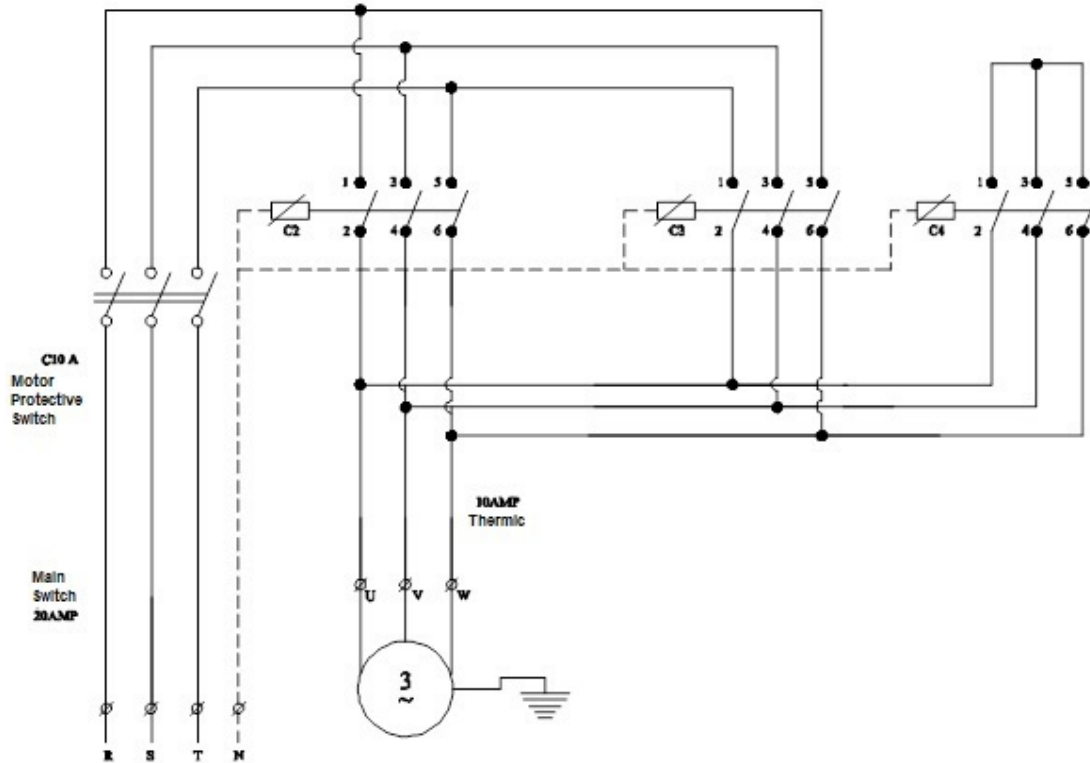 1 3 5
C2
2 4 6
1 3 5
C3
2 4 6
1 3 5
C4
2 4 6
C10 A
Motor
Protective
Switch
10AMP
Thermic
Main
Switch
20AMP
U V W
3
~
R S T N